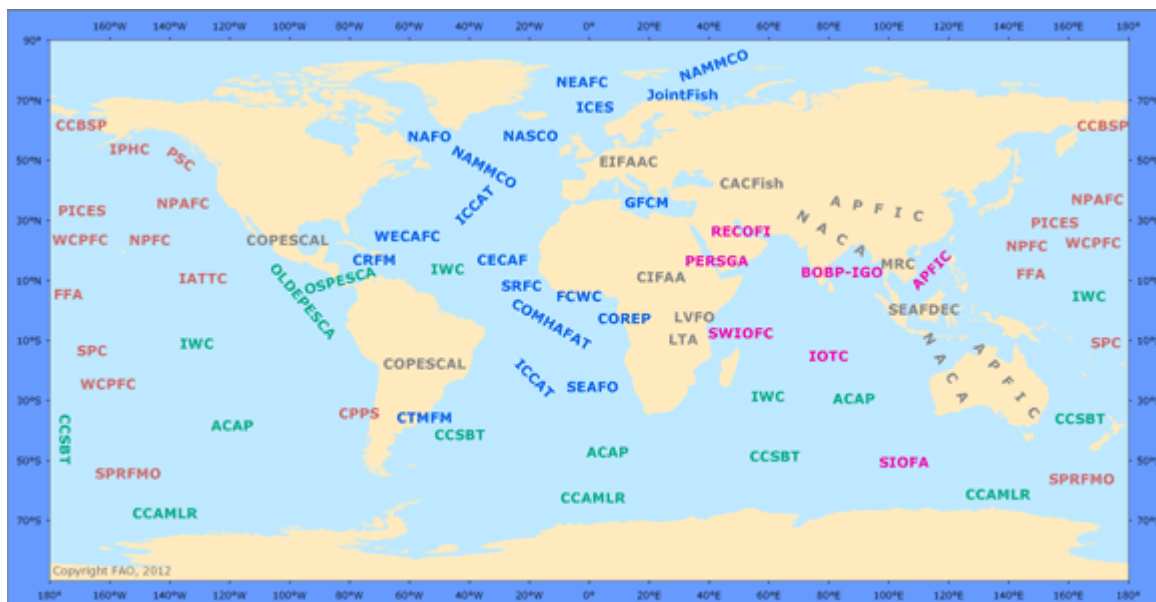 160°W 140°W 120°W 100°W 80°W 60°W 40°W 20°W 0° 20°E 40°E 60°E 80°E 100°E 120°E 140°E 160°E 180°
90°
NAMMCO
NEAFC
JointFish
70°N
ICES
CCBSP CCBSP
NAFO NASCO
IPHC PSC
50°N
EIFAAC
NAMMCO
CACFish
ICCAT
NPAFC NPAFC
GFCM
APFIC
PICES PICES
30°N 30°N
NACA
RECOFI
WECAFC
WCPFC NPFC COPESCAL NPFC WCPFC
CRFM CECAF PERSGA MRC APFIC
IWC
BOBP-IGO
FFA
IATTC OSPESCA CIFAA
10°N 10°N
SRFC
OLDEPESCA
FFA FCWC IWC
COMHAFAT
COREP LVFO SEAFDEC
SWIOFC
LTA
10°S 10°S
SPC IWC SPC
NACA APFIC
IOTC
COPESCAL
ICCAT
WCPFC SEAFO
IWC ACAP
30°S 30°S
CCSBT CPPS CTMFM CCSBT
ACAP
CCSBT
ACAP
CCSBT
SIOFA
50°S 50°S
SPRFMO SPRFMO
CCAMLR CCAMLR
CCAMLR
70°S 70°S
Copyright FAO, 2012
180° 160°W 140°W 120°W 100°W 80°W 60°W 40°W 20°W 0° 20°E 40°E 60°E 80°E 100°E 120°E 140°E 160°E 180°